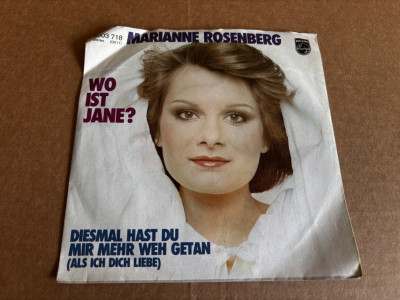 MARIANNE ROSENBERG
WO
IST
JANE?
DIESMAL HAST DU
MIR MEHR WEH GETAN
(ALS ICH DICH LIEBE)